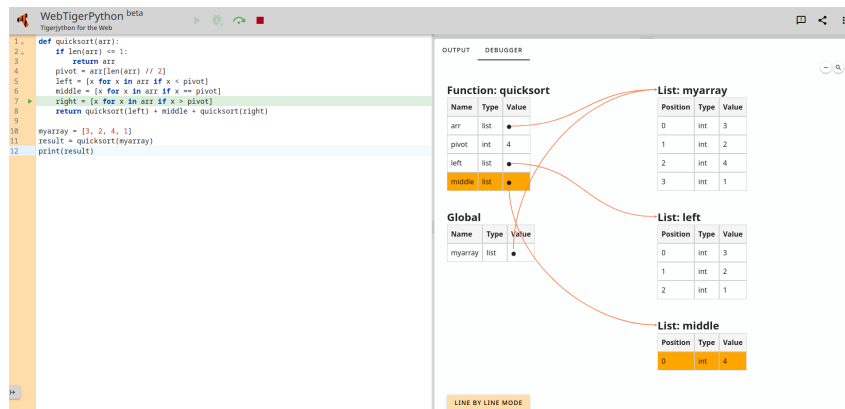 WebTigerPython beta
Tigerjython for the Web
1 def quicksort(arr):
2     if len(arr) <= 1:
3         return arr
4     pivot = arr[len(arr) // 2]
5     left = [x for x in arr if x < pivot]
6     middle = [x for x in arr if x == pivot]
7     right = [x for x in arr if x > pivot]
8     return quicksort(left) + middle + quicksort(right)
9
10 myarray = [3, 2, 4, 1]
11 result = quicksort(myarray)
12 print(result)
OUTPUT DEBUGGER
Function: quicksort
Name Type Value
arr list
pivot int 4
left list
middle list
Global
Name Type Value
myarray list
List: myarray
Position Type Value
0 int 3
1 int 2
2 int 4
3 int 1
List: left
Position Type Value
0 int 3
1 int 2
2 int 1
List: middle
Position Type Value
0 int 4
LINE BY LINE MODE